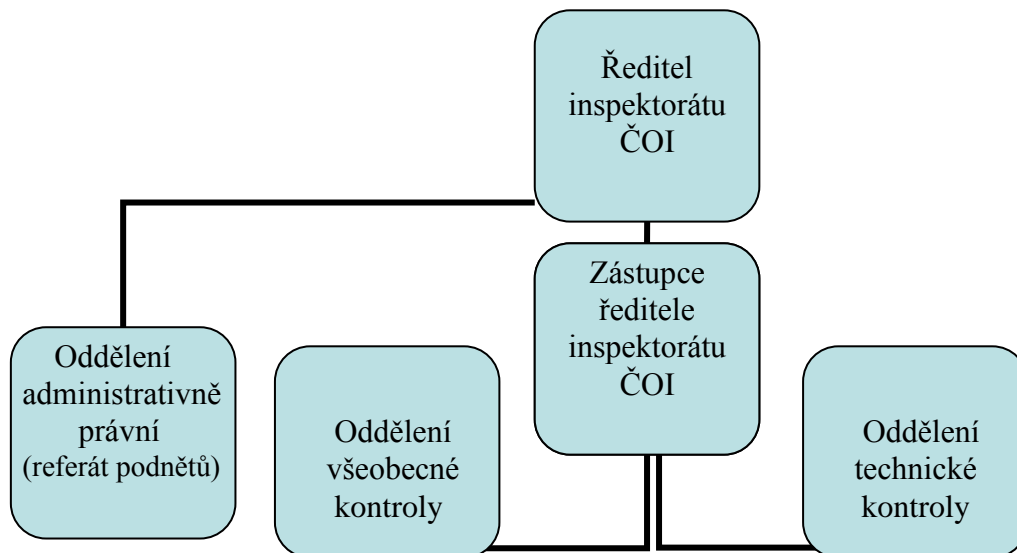 Ředitel
inspektorátu
ČOI
Zástupce
ředitele
inspektorátu
ČOI
Oddělení
administrativně
právní
(referát podnětů)
Oddělení
všeobecné
kontroly
Oddělení
technické
kontroly